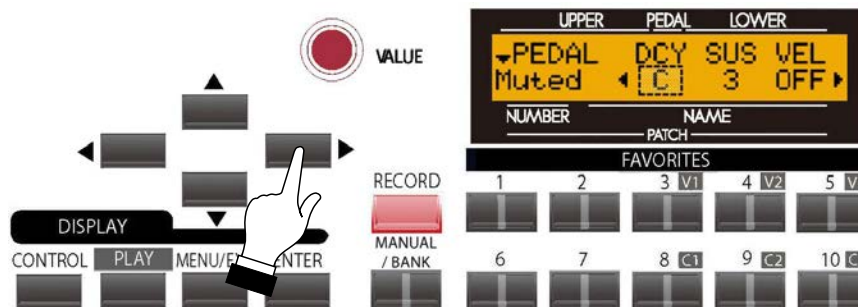 UPPER PEDAL LOWER
PEDAL DCY SUS VEL
Muted C 3 OFF
NUMBER NAME
PATCH
VALUE
FAVORITES
1 2 3 V1 4 V2 5
RECORD
DISPLAY
CONTROL PLAY
MANUAL
/ BANK
6 7 8 C1 9 C2 10